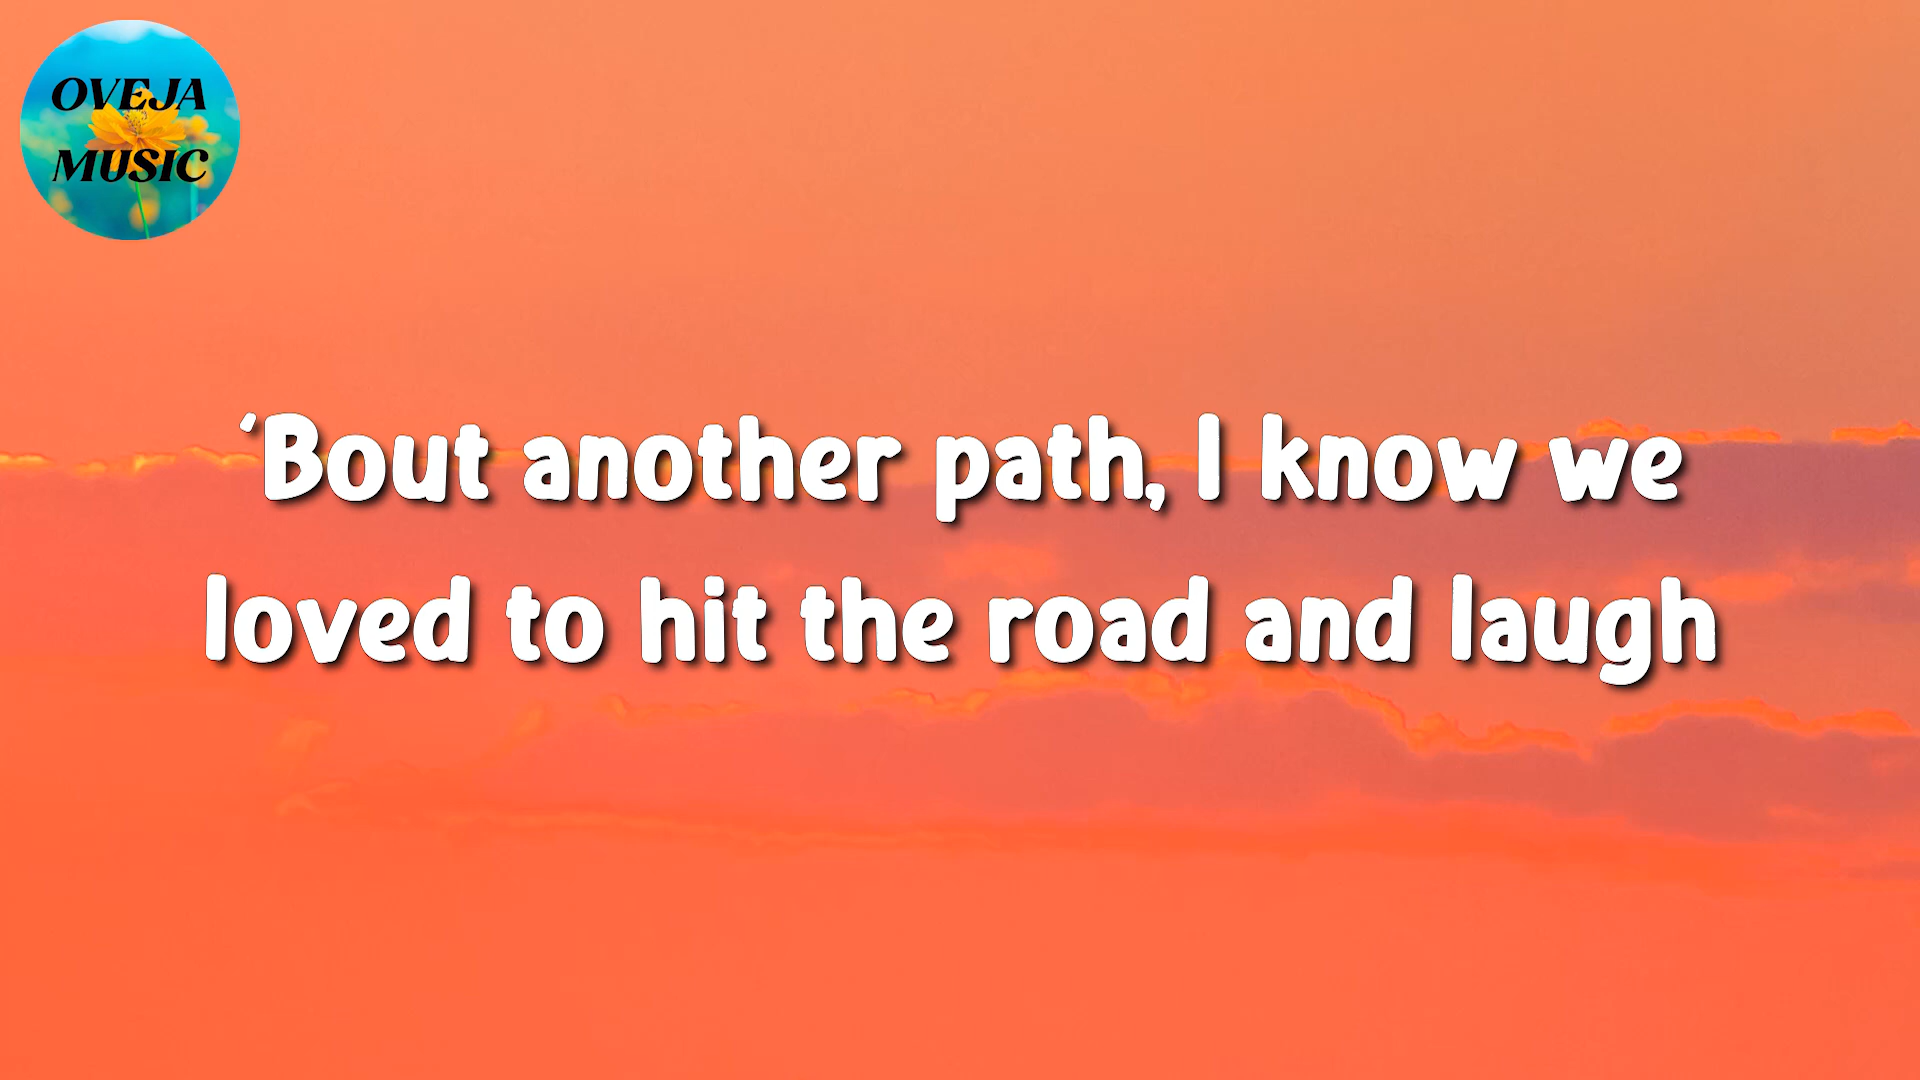 OVEJA
MUSIC
‘Bout another path, I know we
loved to hit the road and laugh